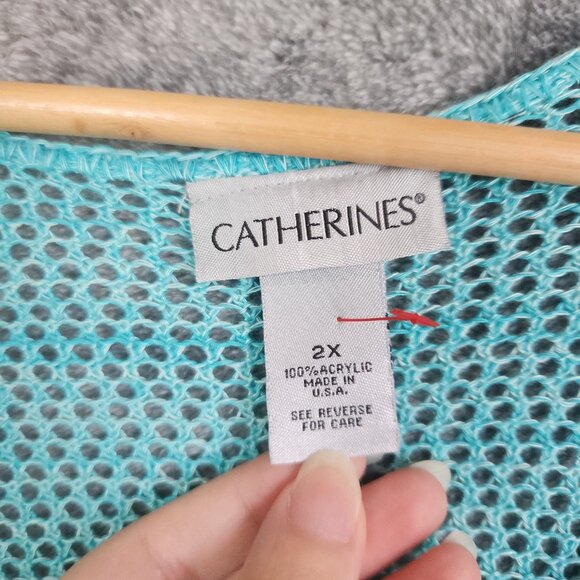 CATHERINES®
2X
100% ACRYLIC
MADE IN
U.S.A.
SEE REVERSE
FOR CARE